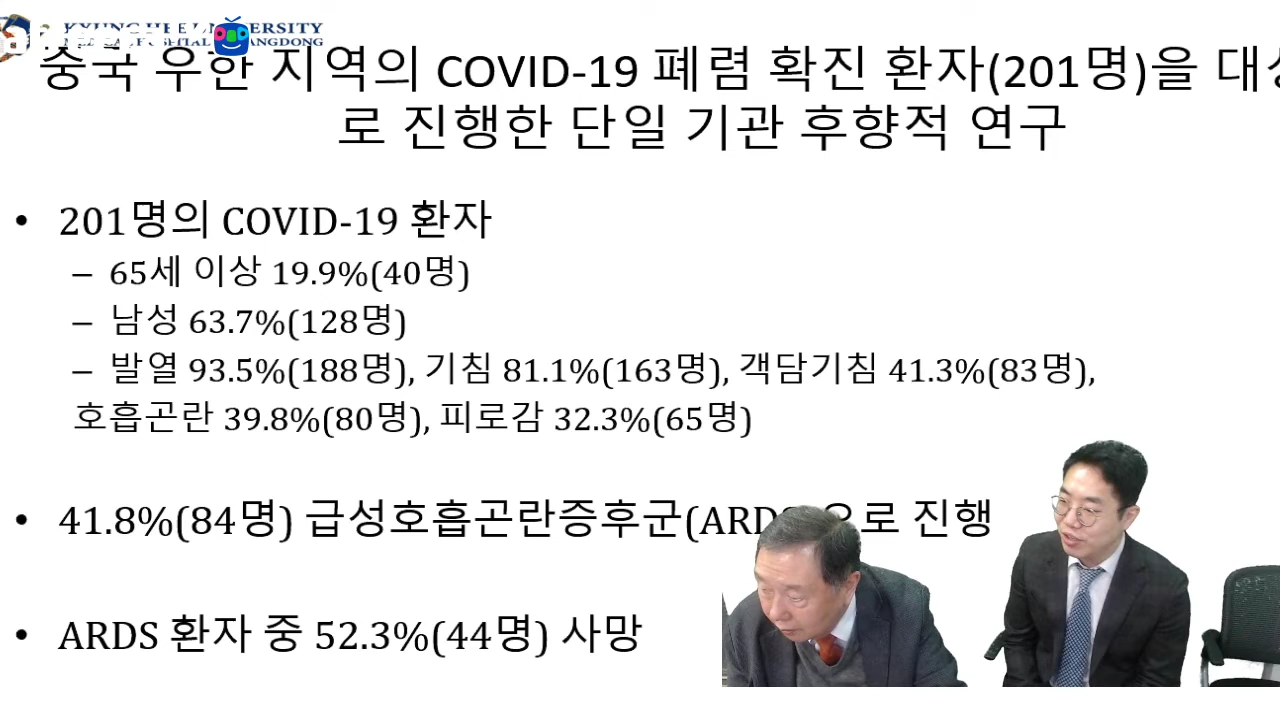 중국 우한 지역의 COVID-19 폐렴 확진 환자(201명)을
로 진행한 단일 기관 후향적 연구
• 201명의 COVID-19 환자
– 65세 이상 19.9%(40명)
– 남성 63.7%(128명)
– 발열 93.5%(188명), 기침 81.1%(163명), 객담기침 41.3%(83명),
호흡곤란 39.8%(80명), 피로감 32.3%(65명)
• 41.8%(84명) 급성호흡곤란증후군(ARDS 으로 진행
• ARDS 환자 중 52.3%(44명) 사망